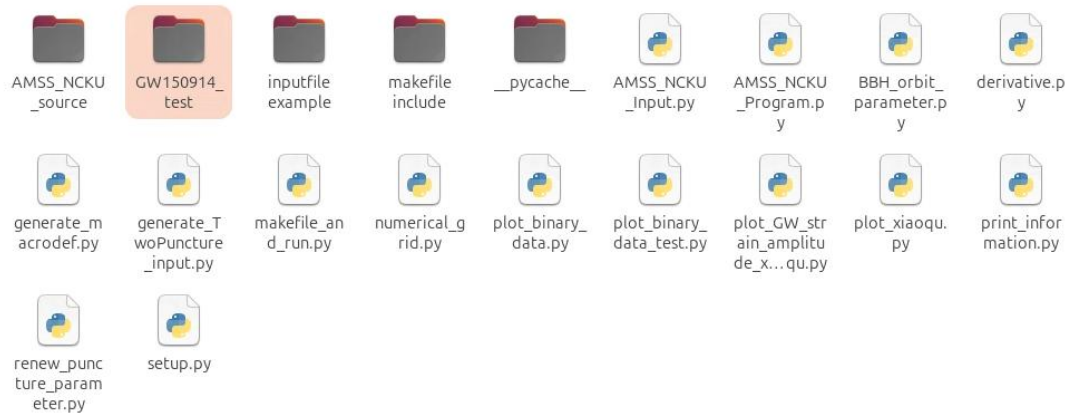 AMSS_NCKU
_source
GW150914_
test
inputfile
example
makefile
include
__pycache__
AMSS_NCKU
_Input.py
AMSS_NCKU
_Program.p
y
BBH_orbit_
parameter.p
y
derivative.p
y
generate_m
acrodef.py
generate_T
woPuncture
_input.py
makefile_an
d_run.py
numerical_g
rid.py
plot_binary_
data.py
plot_binary_
data_test.py
plot_GW_str
ain_amplitu
de_x...qu.py
plot_xiaoqu.
py
print_infor
mation.py
renew_punc
ture_param
eter.py
setup.py